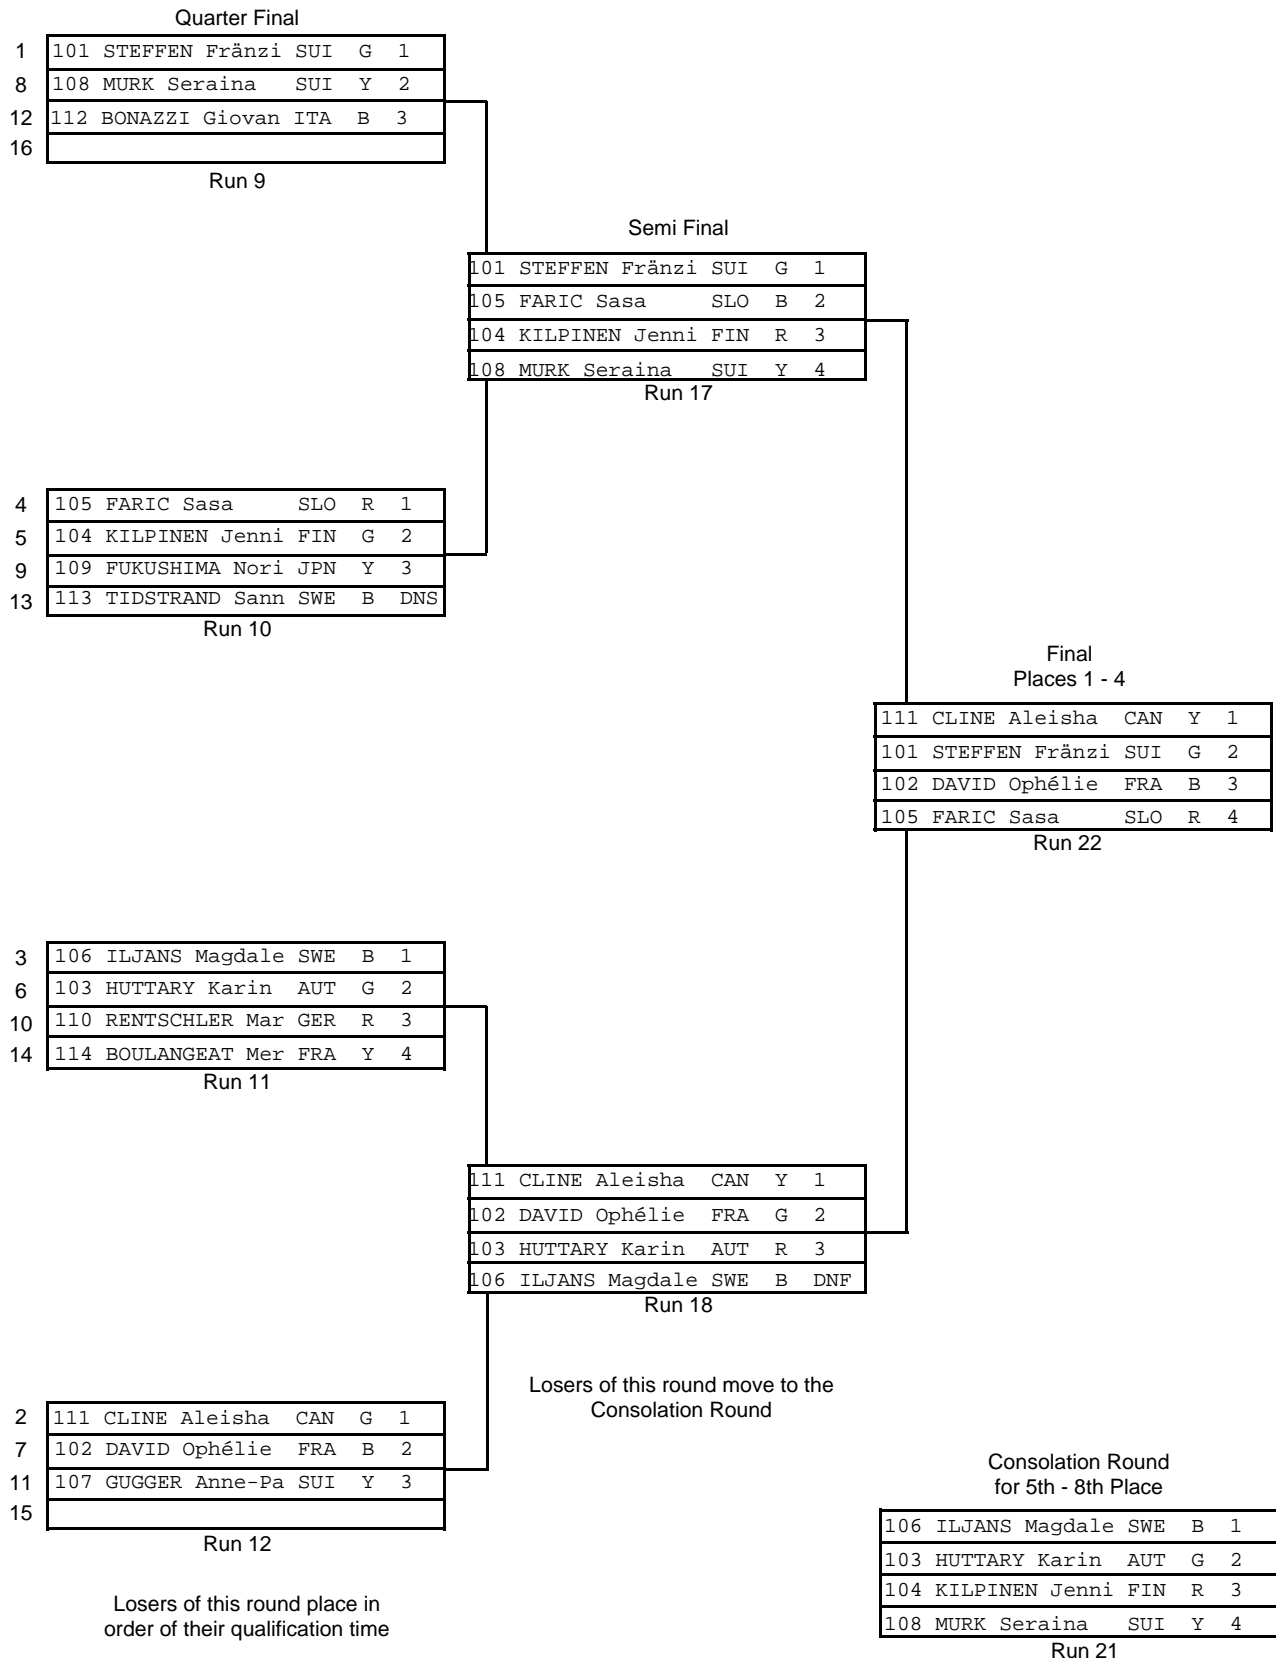 Quarter Final
1 101 STEFFEN Fränzi SUI G 1
8 108 MURK Seraina SUI Y 2
12 112 BONAZZI Giovan ITA B 3
16
Run 9
Semi Final
101 STEFFEN Fränzi SUI G 1
105 FARIC Sasa SLO B 2
104 KILPINEN Jenni FIN R 3
108 MURK Seraina SUI Y 4
Run 17
4 105 FARIC Sasa SLO R 1
5 104 KILPINEN Jenni FIN G 2
9 109 FUKUSHIMA Nori JPN Y 3
13 113 TIDSTRAND Sann SWE B DNS
Run 10
Final
Places 1 - 4
111 CLINE Aleisha CAN Y 1
101 STEFFEN Fränzi SUI G 2
102 DAVID Ophélie FRA B 3
105 FARIC Sasa SLO R 4
Run 22
3 106 ILJANS Magdale SWE B 1
6 103 HUTTARY Karin AUT G 2
10 110 RENTSCHLER Mar GER R 3
14 114 BOULANGEAT Mer FRA Y 4
Run 11
111 CLINE Aleisha CAN Y 1
102 DAVID Ophélie FRA G 2
103 HUTTARY Karin AUT R 3
106 ILJANS Magdale SWE B DNF
Run 18
Losers of this round move to the
Consolation Round
2 111 CLINE Aleisha CAN G 1
7 102 DAVID Ophélie FRA B 2
11 107 GUGGER Anne-Pa SUI Y 3
15
Run 12
Losers of this round place in
order of their qualification time
Consolation Round
for 5th - 8th Place
106 ILJANS Magdale SWE B 1
103 HUTTARY Karin AUT G 2
104 KILPINEN Jenni FIN R 3
108 MURK Seraina SUI Y 4
Run 21